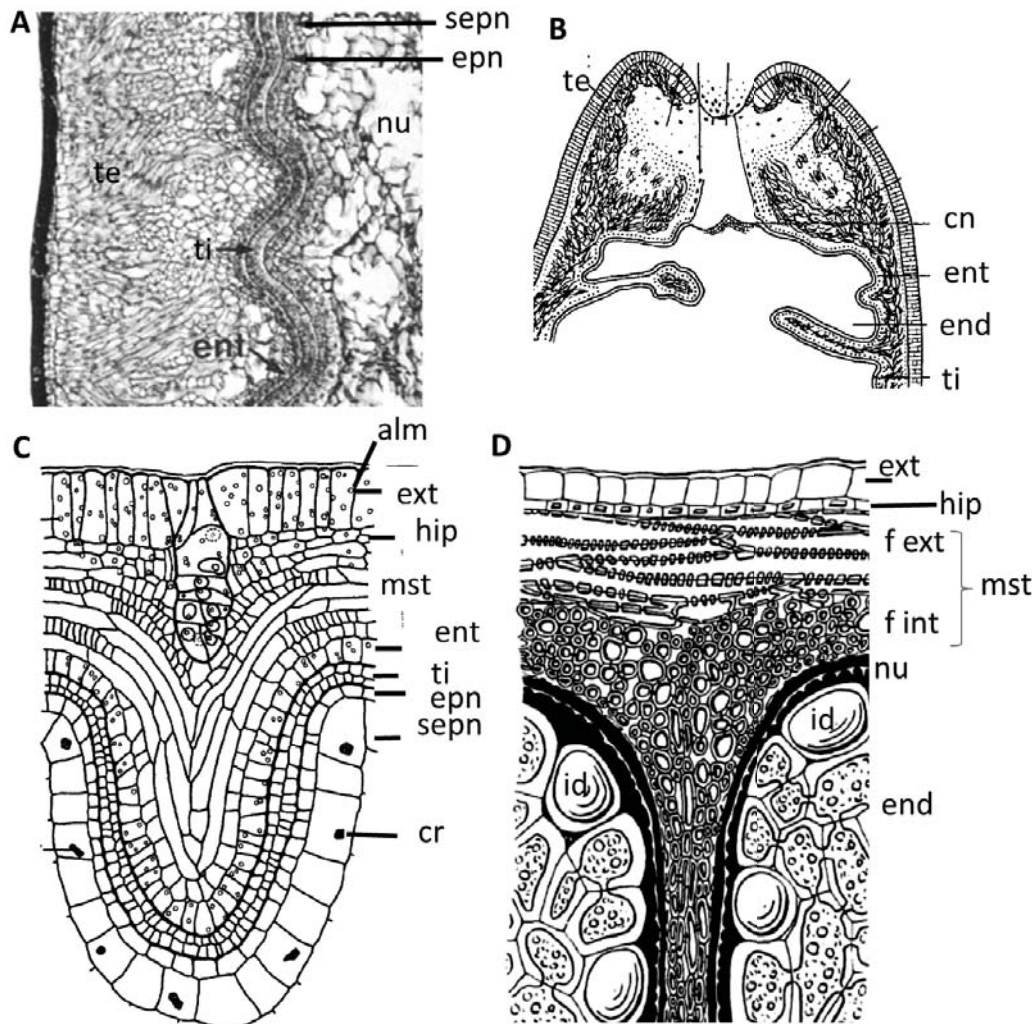 A
sepn
epn
nu
te
ti
ent
B
te
cn
ent
end
ti
C
alm
ext
hip
mst
ent
ti
epn
sepn
cr
D
ext
hip
f ext
mst
f int
nu
id
id
end